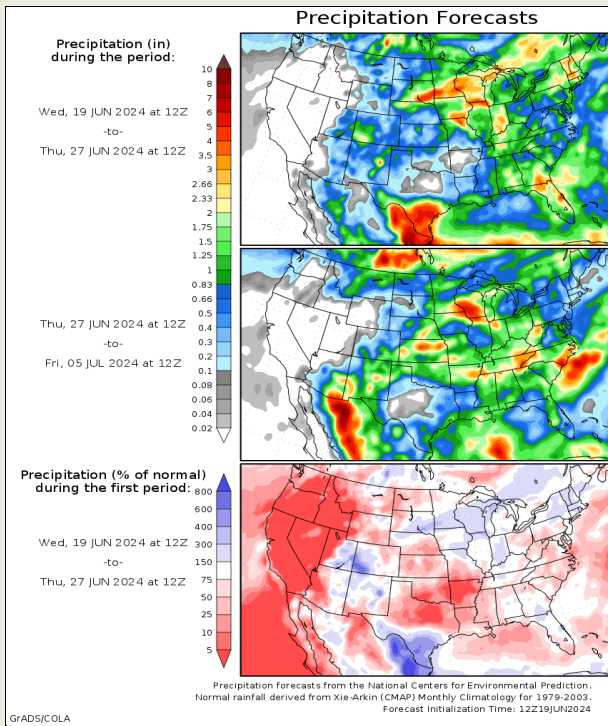 Precipitation Forecasts
Precipitation (in)
during the period:
Wed, 19 JUN 2024 at 12Z
-to-
Thu, 27 JUN 2024 at 12Z
10
8
7
6
5
4
3.5
3
2.66
2.33
2
1.75
1.5
1.25
1
0.83
0.66
0.5
0.4
0.3
0.2
0.1
0.08
0.06
0.04
0.02
Thu, 27 JUN 2024 at 12Z
-to-
Fri, 05 JUL 2024 at 12Z
Precipitation (% of normal)
during the first period:
Wed, 19 JUN 2024 at 12Z
-to-
Thu, 27 JUN 2024 at 12Z
800
600
400
300
150
75
50
25
10
5
Precipitation forecasts from the National Centers for Environmental Prediction.
Normal rainfall derived from Xie-Arkin (CMAP) Monthly Climatology for 1979-2003.
Forecast Initialization Time: 12Z19JUN2024
GrADS/COLA